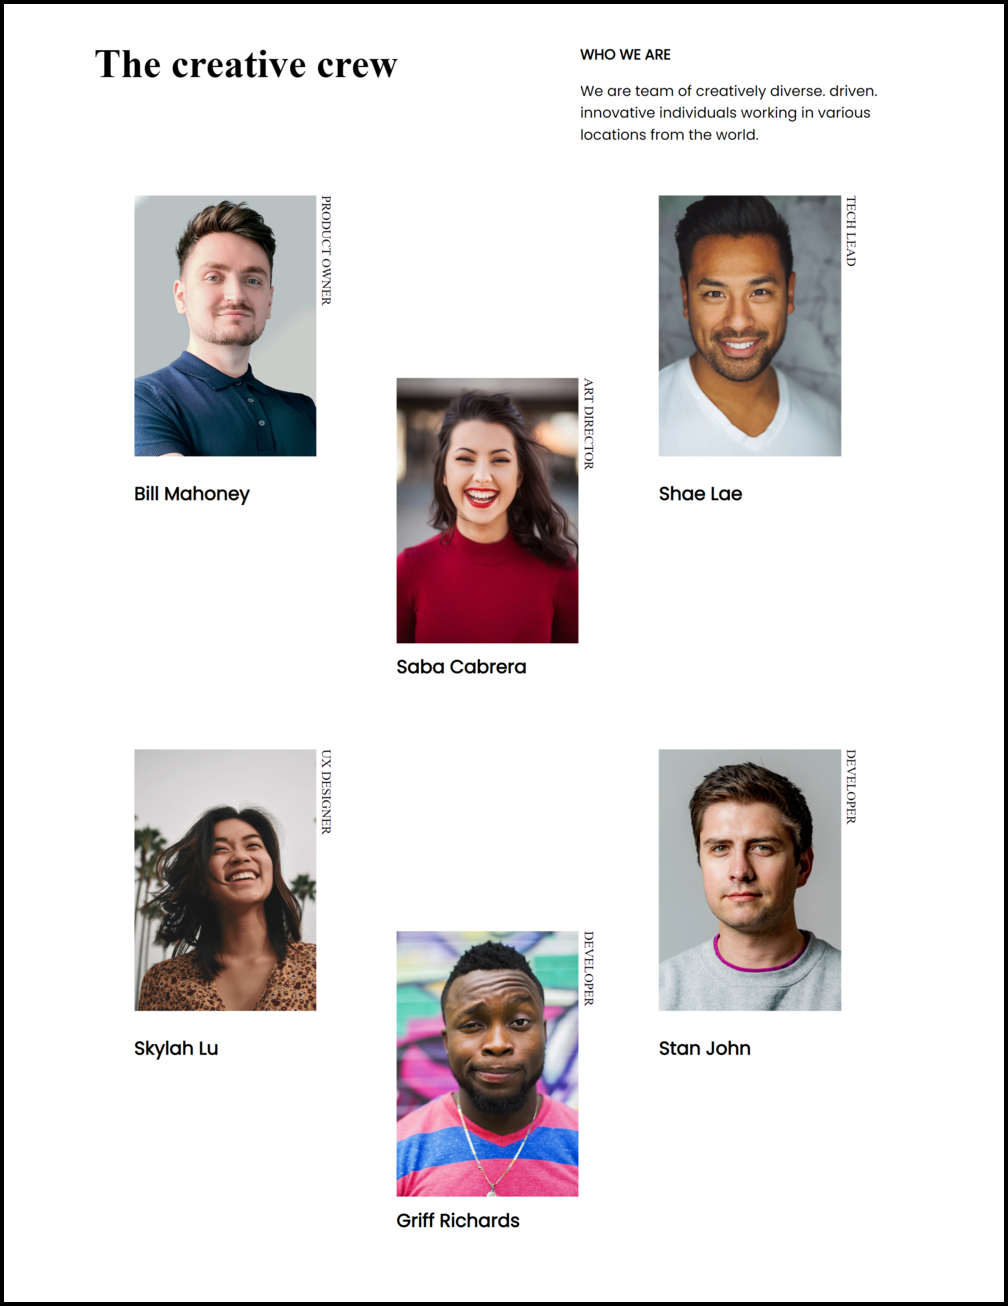 The creative crew
WHO WE ARE
We are team of creatively diverse. driven.
innovative individuals working in various
locations from the world.
PRODUCT OWNER
Bill Mahoney
ART DIRECTOR
Saba Cabrera
TECH LEAD
Shae Lae
UX DESIGNER
Skylah Lu
DEVELOPER
Griff Richards
DEVELOPER
Stan John